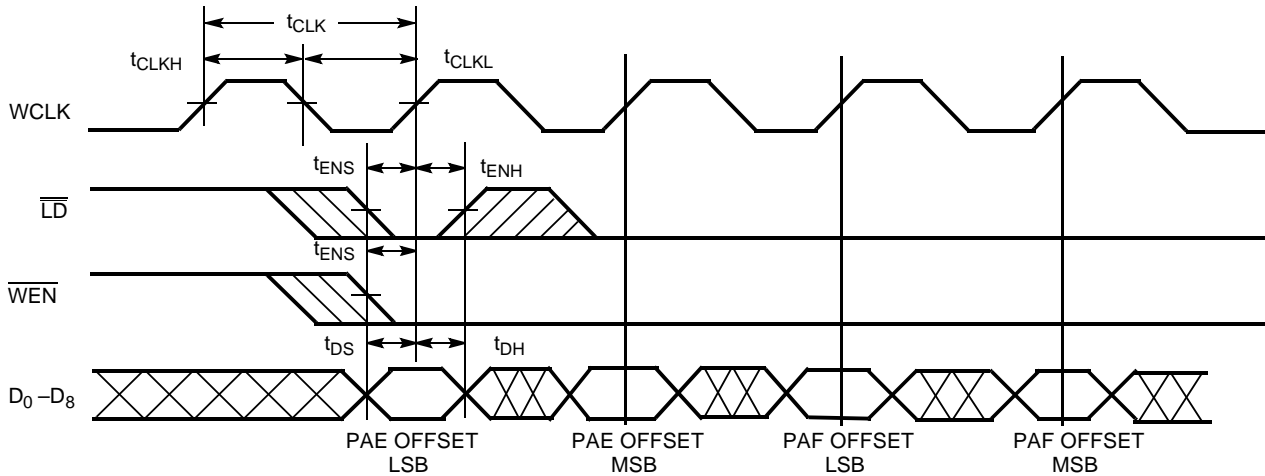 tCLK
tCLKH
tCLKL
WCLK
tENS
tENH
LD
tENS
WEN
tDS
tDH
D0 –D8
PAE OFFSET
LSB
PAE OFFSET
MSB
PAF OFFSET
LSB
PAF OFFSET
MSB